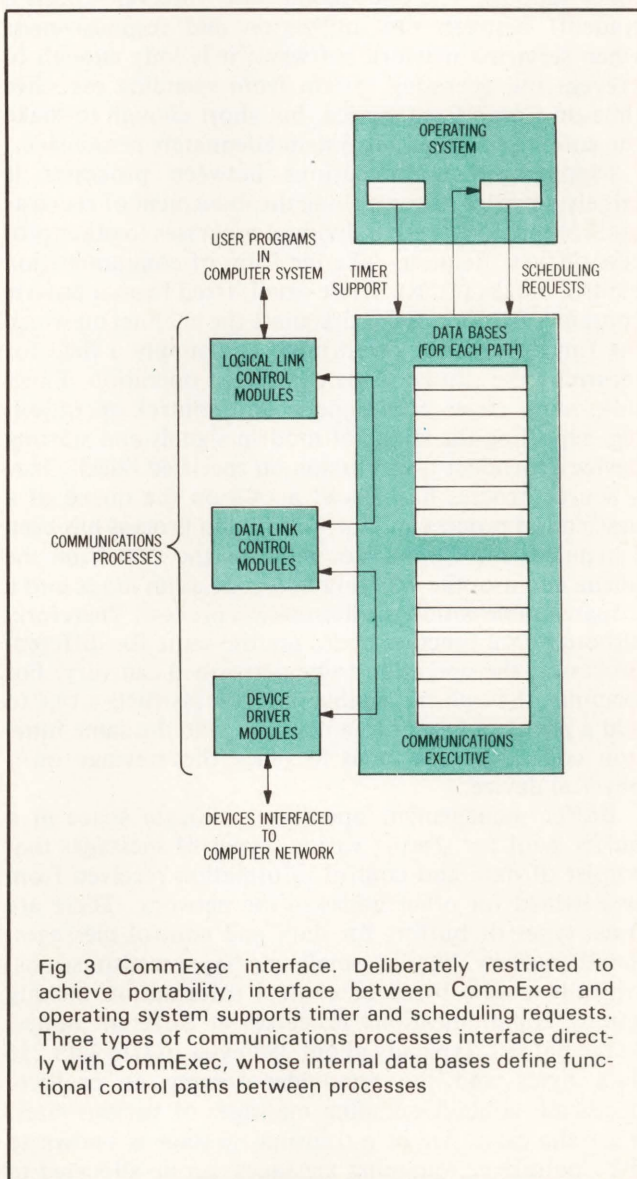 OPERATING
SYSTEM
USER PROGRAMS
IN
COMPUTER SYSTEM
TIMER
SUPPORT
SCHEDULING
REQUESTS
LOGICAL LINK
CONTROL
MODULES
DATA BASES
(FOR EACH PATH)
COMMUNICATIONS
PROCESSES
DATA LINK
CONTROL
MODULES
DEVICE
DRIVER
MODULES
COMMUNICATIONS
EXECUTIVE
DEVICES INTERFACED
TO
COMPUTER NETWORK
Fig 3 CommExec interface. Deliberately restricted to
achieve portability, interface between CommExec and
operating system supports timer and scheduling requests.
Three types of communications processes interface direct-
ly with CommExec, whose internal data bases define func-
tional control paths between processes